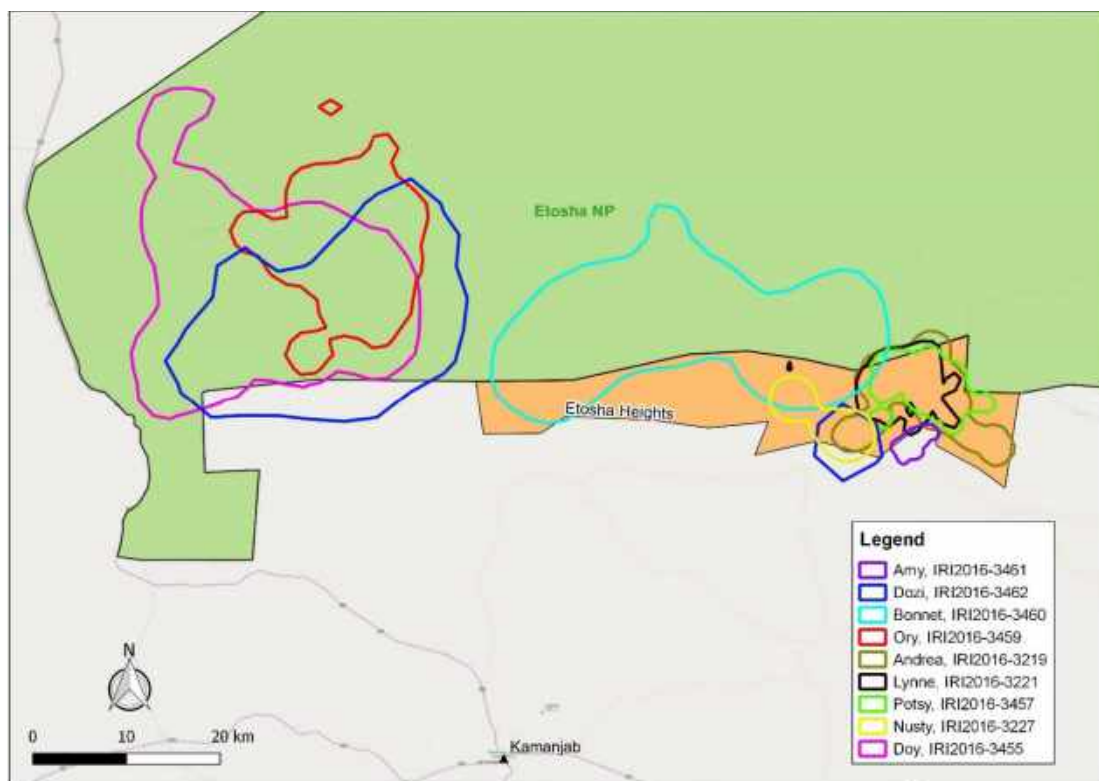 Etosha NP
Etosha Heights
Legend
Amy, IRI2016-3461
Dozi, IRI2016-3462
Bonnet, IRI2016-3460
Ory, IRI2016-3459
Andrea, IRI2016-3219
Lynne, IRI2016-3221
Potsy, IRI2016-3457
Nusty, IRI2016-3227
Doy, IRI2016-3455
N
0 10 20 km
Kamanjab